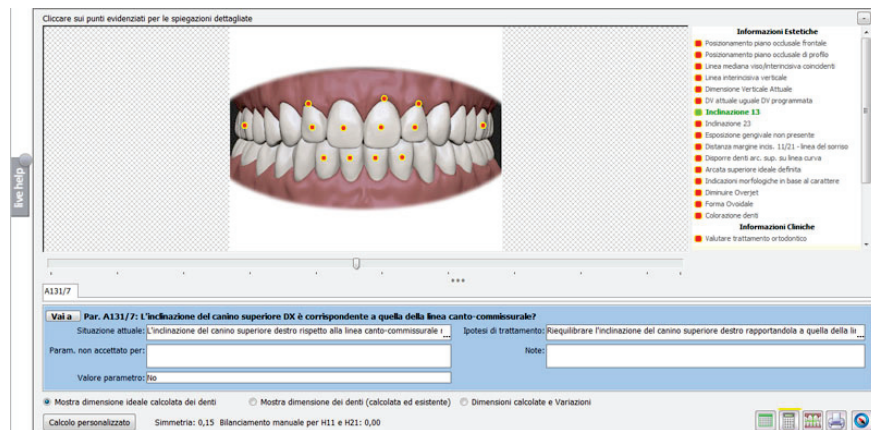 Cliccare sui punti evidenziati per le spiegazioni dettagliate
Informazioni Estetiche
Posizionamento piano occlusale frontale
Posizionamento piano occlusale di profilo
Linea mediana viso/interincisiva coincidenti
Linea interincisiva verticale
Dimensione Verticale Attuale
DV attuale uguale DV programmata
Inclinazione 13
Inclinazione 23
Esposizione gengivale non presente
Distanza margine incis. 11/21 - linea del sorriso
Disporre denti arc. sup. su linea curva
Arcata superiore ideale definita
Indicazioni morfologiche in base al carattere
Diminuire Overjet
Forma Ovoidale
Colorazione denti
Informazioni Cliniche
Valutare trattamento ortodontico
live help
A131/7
Vai a Par. A131/7: L'inclinazione del canino superiore DX è corrispondente a quella della linea canto-commissurale?
Situazione attuale: L'inclinazione del canino superiore destro rispetto alla linea canto-commissurale ... Ipotesi di trattamento: Riequilibrare l'inclinazione del canino superiore destro rapportandola a quella della ...
Param. non accettato per: Note:
Valore parametro: No
Mostra dimensione ideale calcolata dei denti Mostra dimensione dei denti (calcolata ed esistente) Dimensioni calcolate e Variazioni
Calcolo personalizzato Simmetria: 0,15 Bilanciamento manuale per H11 e H21: 0,00